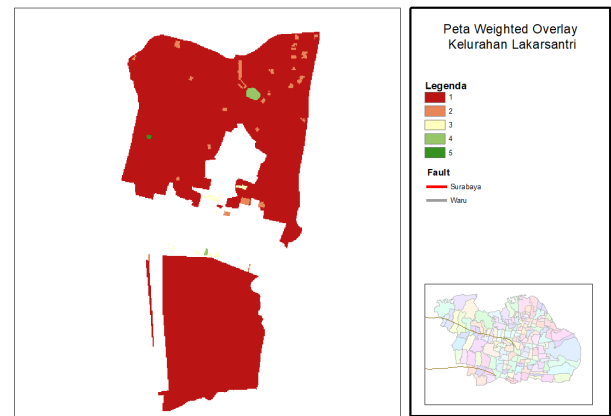 Peta Weighted Overlay
Kelurahan Lakarsantri
Legenda
1
2
3
4
5
Fault
Surabaya
Waru